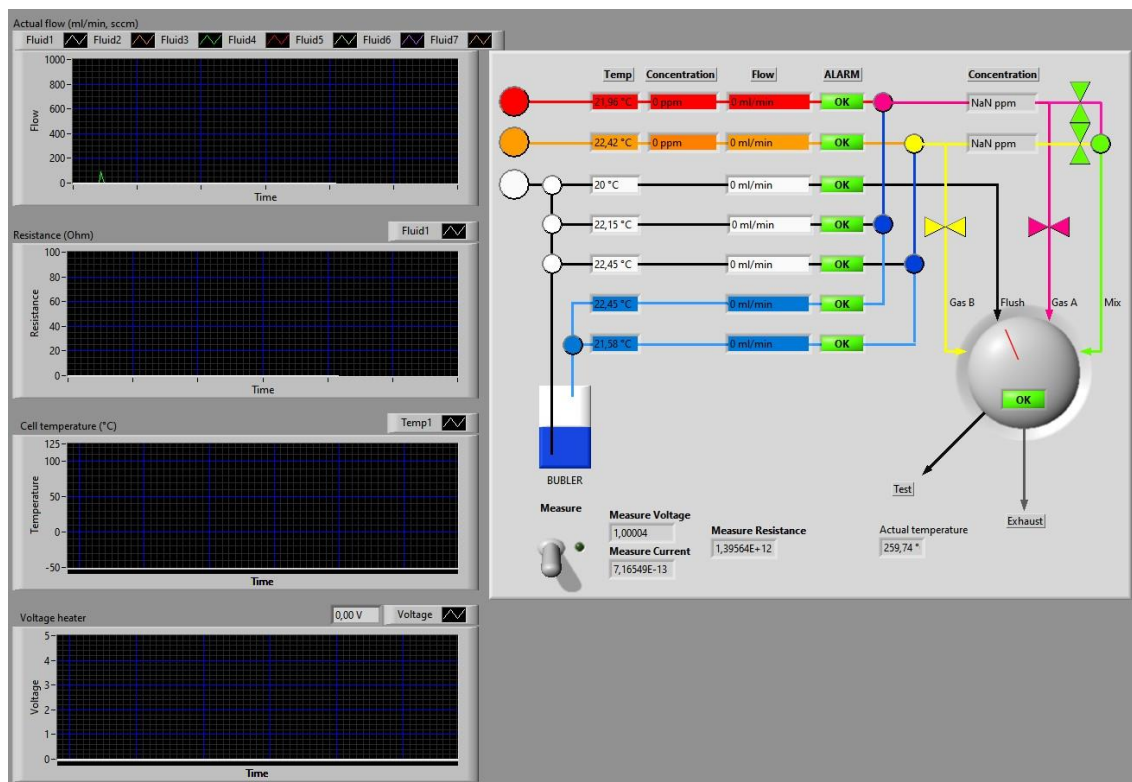 Actual flow (ml/min, sccm)
Fluid1 Fluid2 Fluid3 Fluid4 Fluid5 Fluid6 Fluid7
1000
800
600
400
200
0
Flow
Time
Resistance (Ohm)
Fluid1
100
80
60
40
20
0
Resistance
Time
Cell temperature (°C)
Temp1
125
100
50
0
-50
Temperature
Time
Voltage heater
0,00 V
Voltage
5
4
3
2
1
0
Voltage
Time
Temp Concentration Flow ALARM Concentration
21,96 °C 0 ppm 0 ml/min OK NaN ppm
22,42 °C 0 ppm 0 ml/min OK NaN ppm
20 °C 0 ml/min OK
22,15 °C 0 ml/min OK
22,45 °C 0 ml/min OK
22,45 °C 0 ml/min OK
21,58 °C 0 ml/min OK
Gas B Flush Gas A Mix
OK
BUBLER
Test
Exhaust
Measure
Measure Voltage
1,00004
Measure Current
7,16549E-13
Measure Resistance
1,39564E+12
Actual temperature
259,74 °